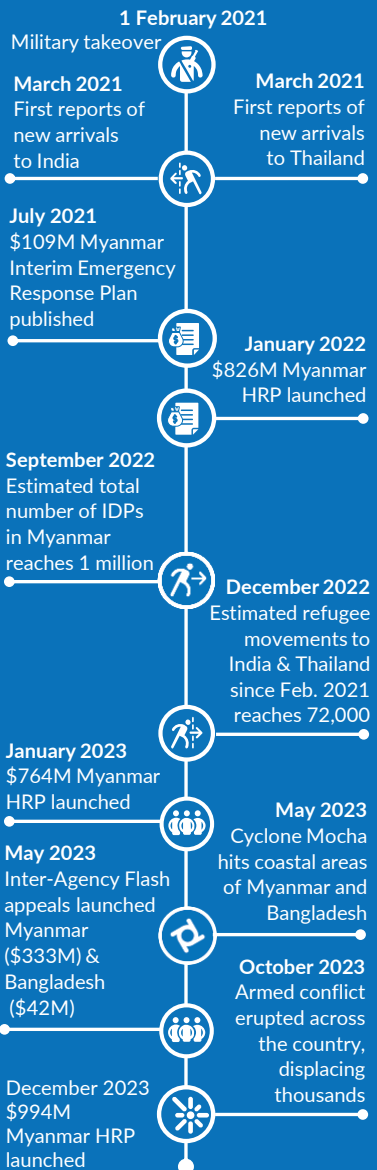 1 February 2021
Military takeover
March 2021
First reports of
new arrivals
to India
March 2021
First reports of
new arrivals
to Thailand
July 2021
$109M Myanmar
Interim Emergency
Response Plan
published
January 2022
$826M Myanmar
HRP launched
September 2022
Estimated total
number of IDPs
in Myanmar
reaches 1 million
December 2022
Estimated refugee
movements to
India & Thailand
since Feb. 2021
reaches 72,000
January 2023
$764M Myanmar
HRP launched
May 2023
Cyclone Mocha
hits coastal areas
of Myanmar and
Bangladesh
May 2023
Inter-Agency Flash
appeals launched
Myanmar
($333M) &
Bangladesh
($42M)
October 2023
Armed conflict
erupted across
the country,
displacing
thousands
December 2023
$994M
Myanmar HRP
launched